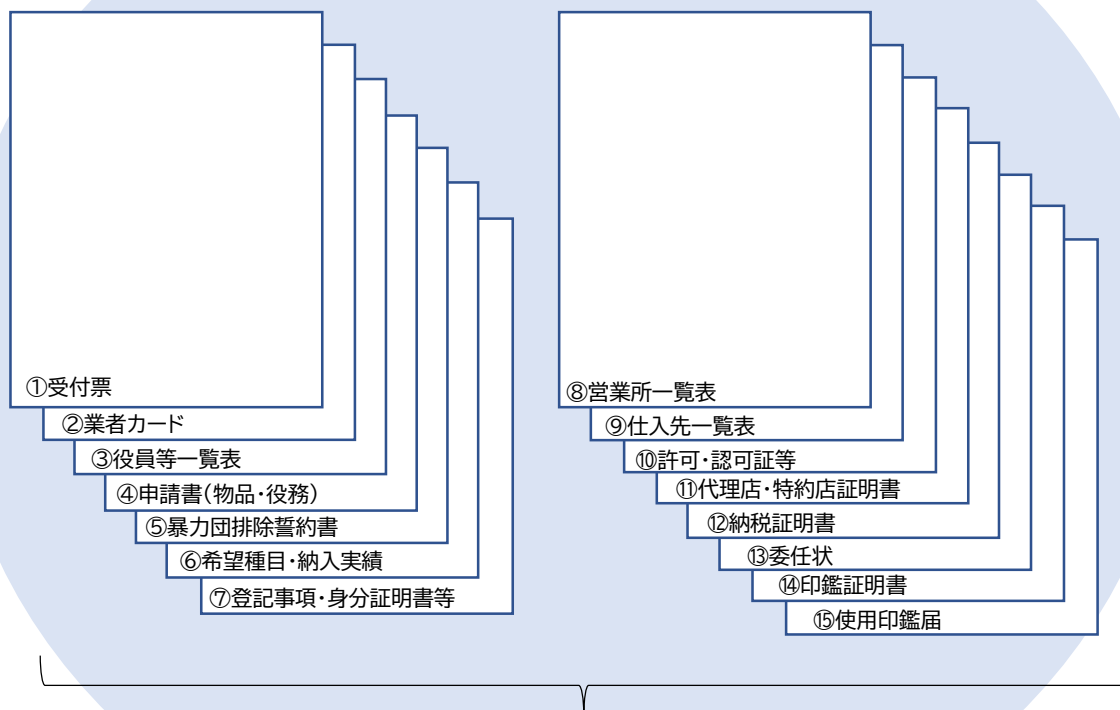 ①受付票
②業者カード
③役員等一覧表
④申請書(物品・役務)
⑤暴力団排除誓約書
⑥希望種目・納入実績
⑦登記事項・身分証明書等
⑧営業所一覧表
⑨仕入先一覧表
⑩許可・認可証等
⑪代理店・特約店証明書
⑫納税証明書
⑬委任状
⑭印鑑証明書
⑮使用印鑑届